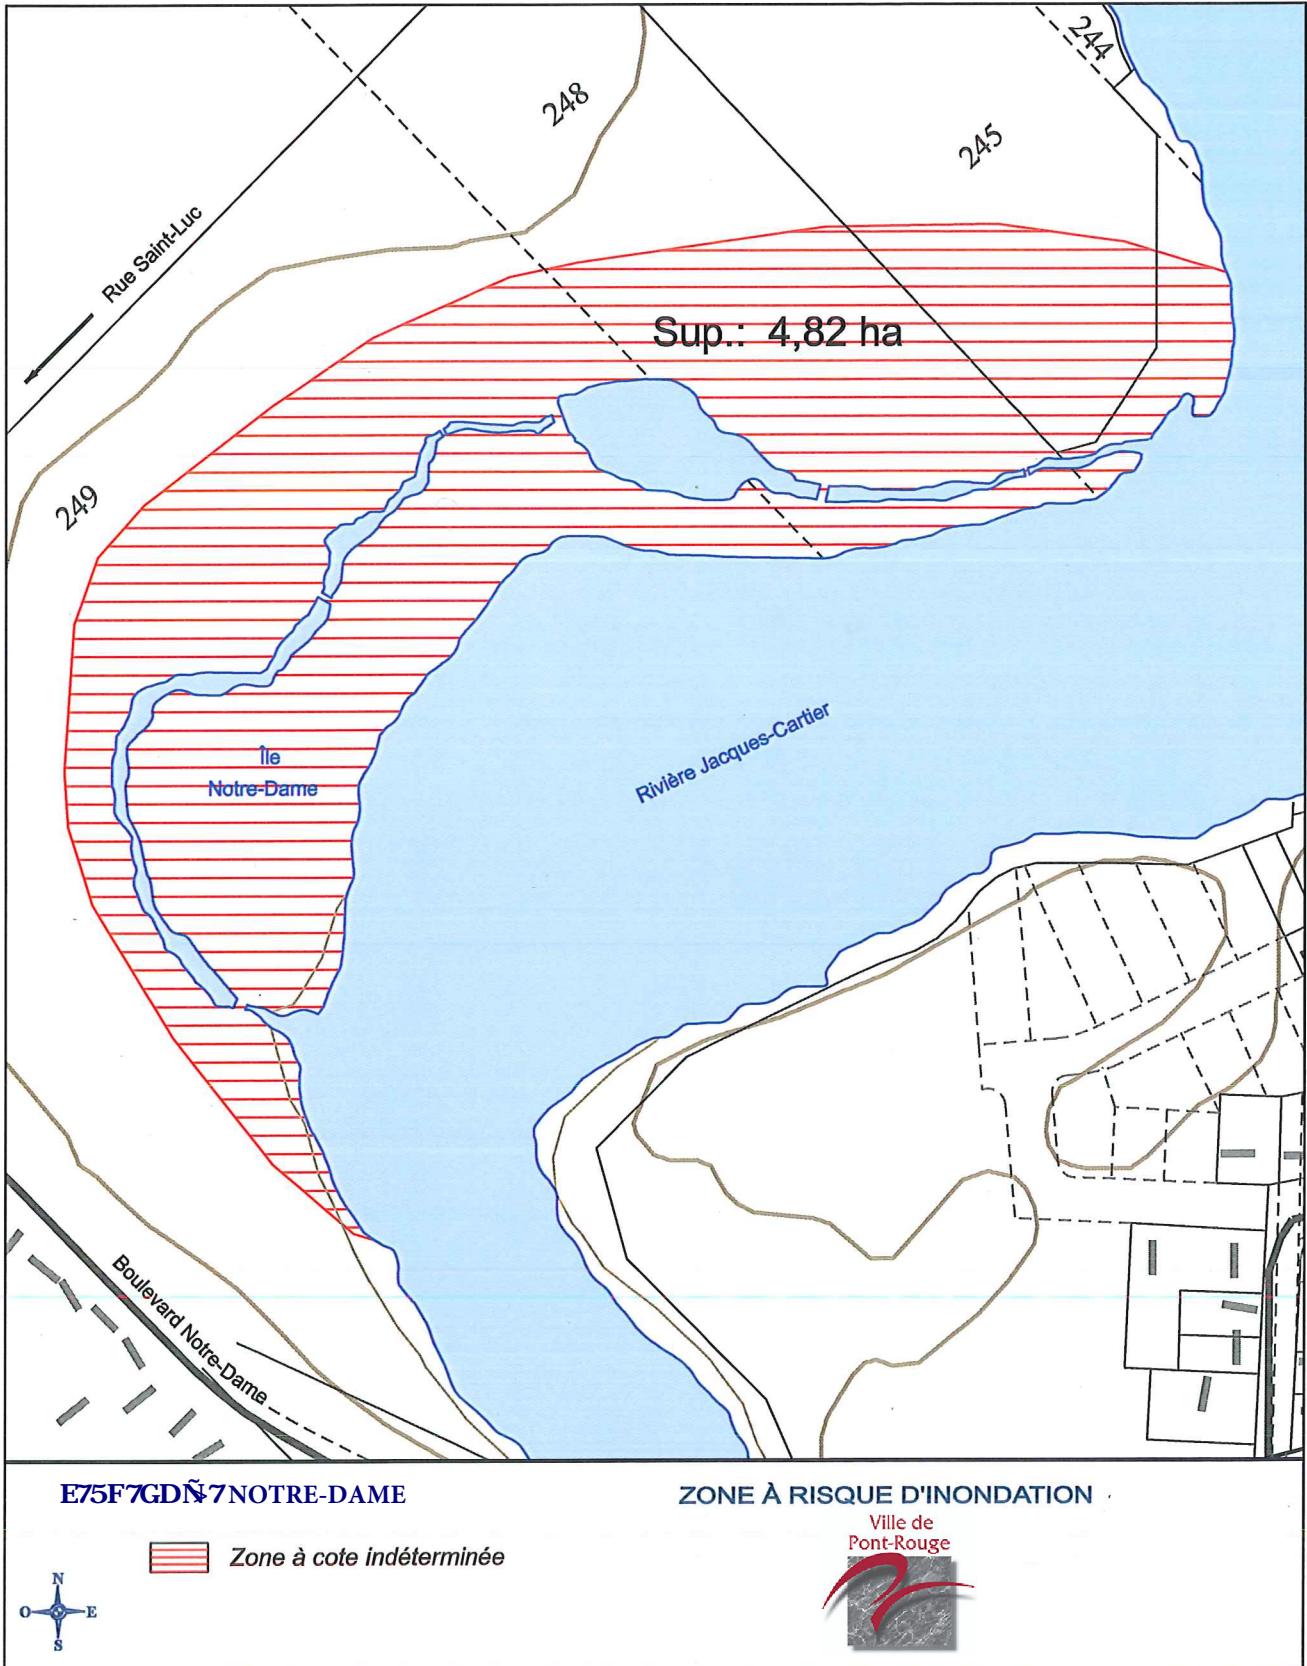 244
248
245
Rue Saint-Luc
Sup.: 4,82 ha
249
Île
Notre-Dame
Rivière Jacques-Cartier
Boulevard Notre-Dame
NOTRE-DAME
ZONE À RISQUE D'INONDATION
Zone à cote indéterminée
Ville de
Pont-Rouge
N
O E
S